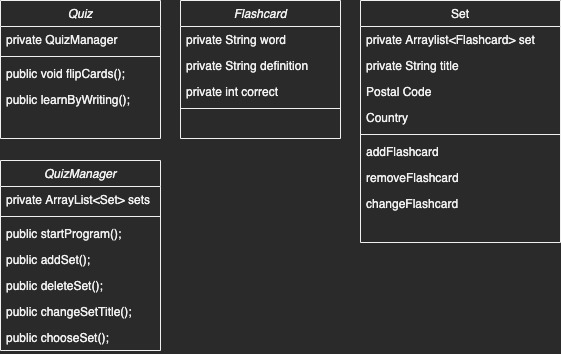 Quiz
private QuizManager
public void flipCards();
public learnByWriting();
Flashcard
private String word
private String definition
private int correct
Set
private Arraylist<Flashcard> set
private String title
Postal Code
Country
addFlashcard
removeFlashcard
changeFlashcard
QuizManager
private ArrayList<Set> sets
public startProgram();
public addSet();
public deleteSet();
public changeSetTitle();
public chooseSet();